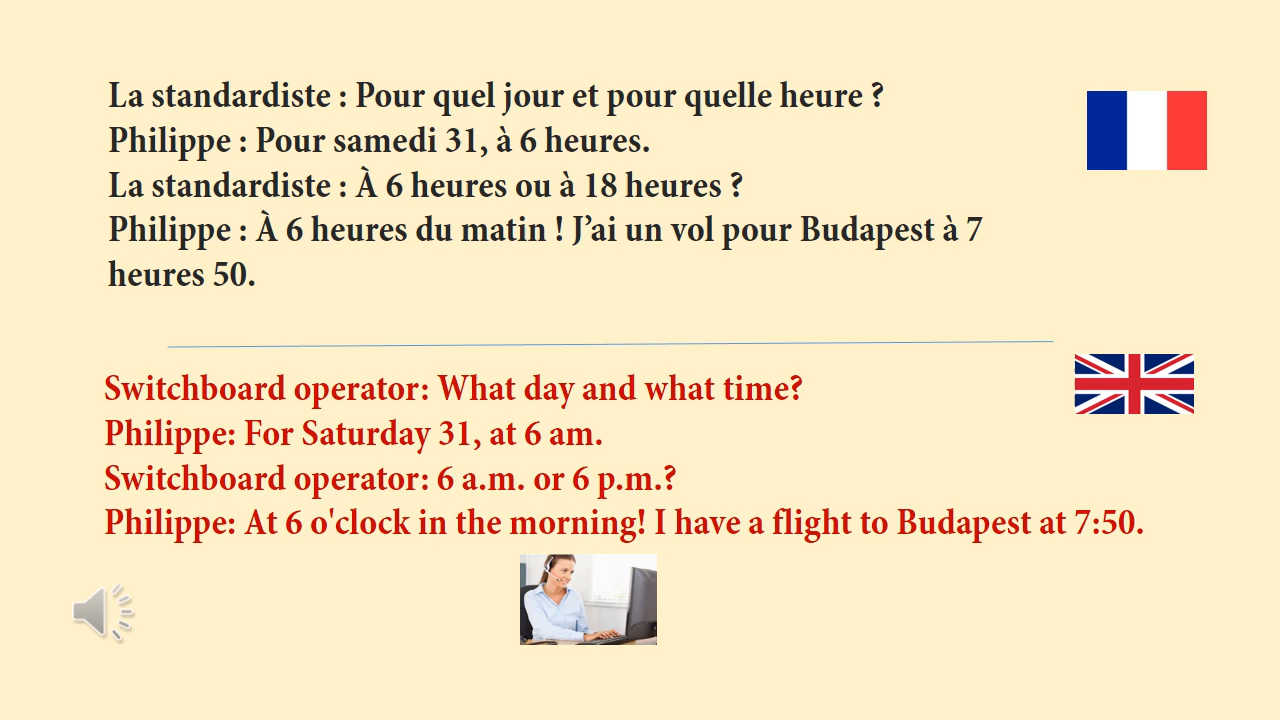 La standardiste : Pour quel jour et pour quelle heure ?
Philippe : Pour samedi 31, à 6 heures.
La standardiste : À 6 heures ou à 18 heures ?
Philippe : À 6 heures du matin ! J’ai un vol pour Budapest à 7
heures 50.
Switchboard operator: What day and what time?
Philippe: For Saturday 31, at 6 am.
Switchboard operator: 6 a.m. or 6 p.m.?
Philippe: At 6 o'clock in the morning! I have a flight to Budapest at 7:50.